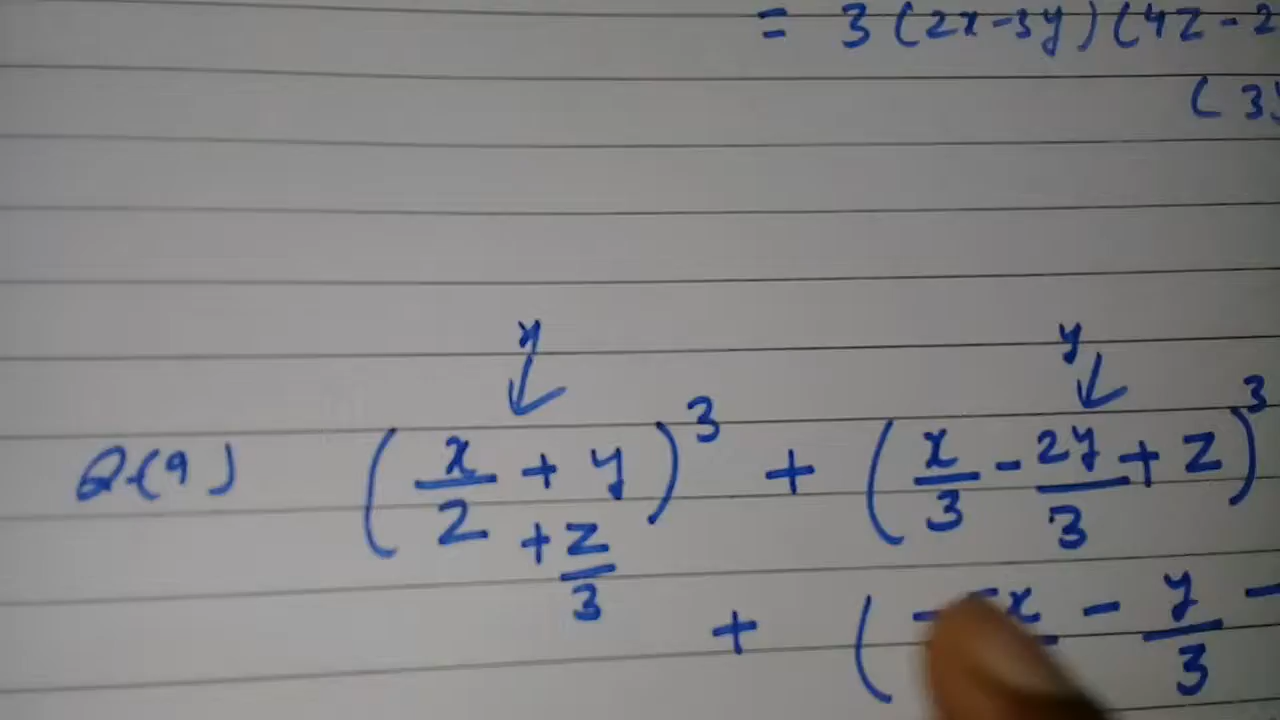 = 3 (2x-3y) (4z - 2
( 3
x y
Q.(9) (x/2 + y + z/3)^3 + (x/3 - 2y/3 + z)^3
+ ( - x - y/3 -